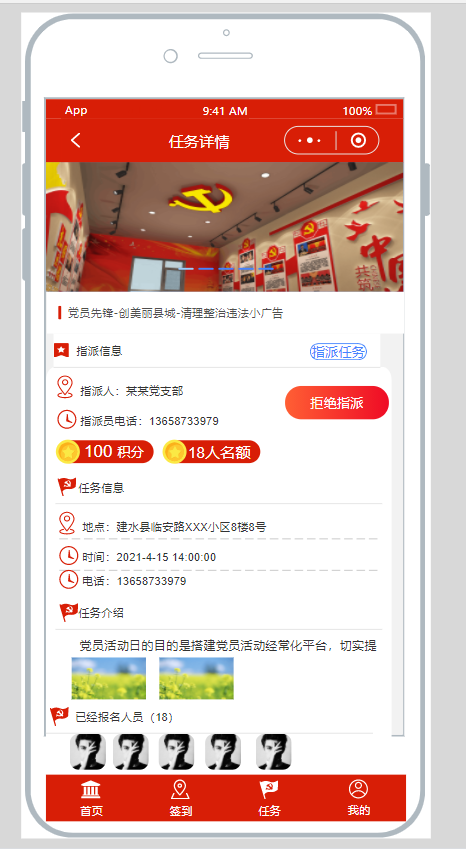 App 9:41 AM 100%
任务详情
中
党员先锋-创美丽县域-清理整治违法小广告
指派信息 指派任务
指派人：某某党支部
拒绝指派
指派员电话：13658733979
100 积分 18人名额
任务信息
地点：建水县临安路XXX小区8楼8号
时间：2021-4-15 14:00:00
电话：13658733979
任务介绍
党员活动日的目的是搭建党员活动经常化平台，切实提
已经报名人员（18）
首页 签到 任务 我的